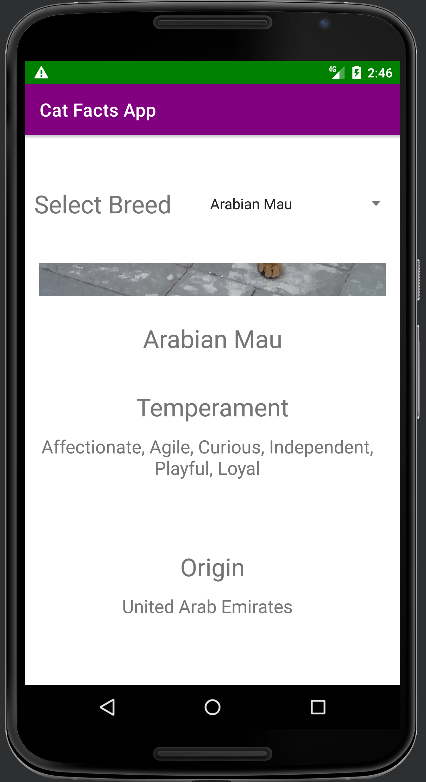 4G 2:46
Cat Facts App
Select Breed Arabian Mau
Arabian Mau
Temperament
Affectionate, Agile, Curious, Independent,
Playful, Loyal
Origin
United Arab Emirates